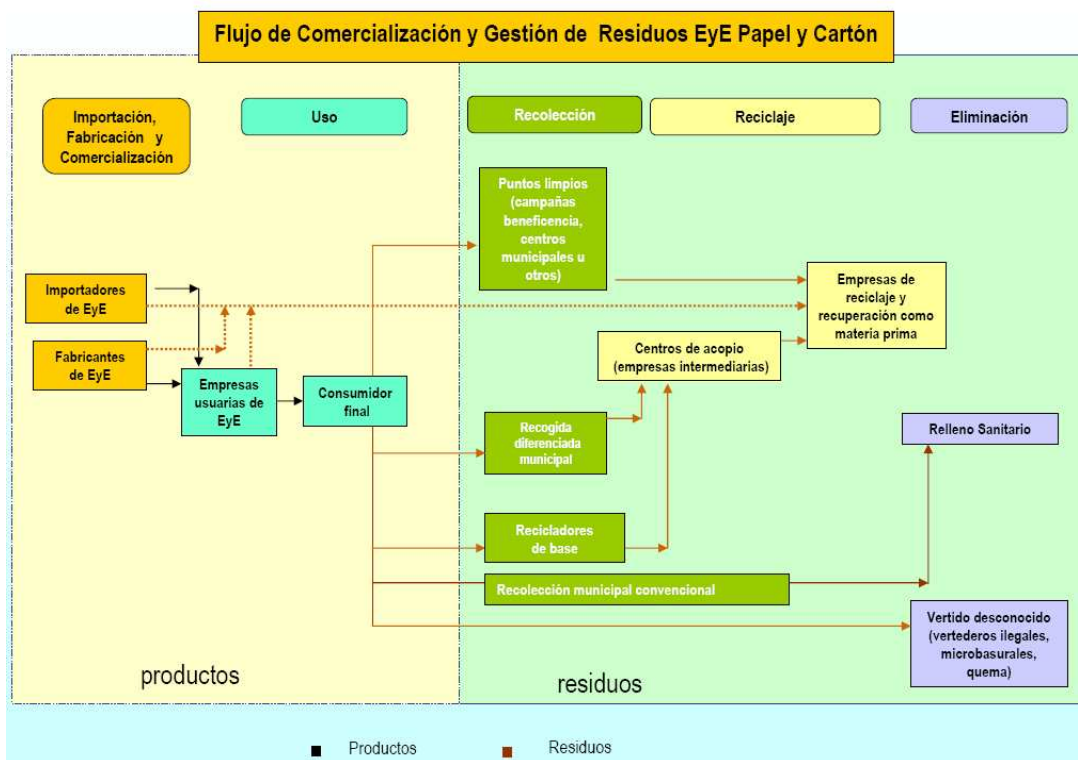 Flujo de Comercialización y Gestión de Residuos EyE Papel y Cartón
Importación,
Fabricación y
Comercialización
Uso
Recolección
Reciclaje
Eliminación
Puntos limpios
(campañas
beneficencia,
centros
municipales u
otros)
Importadores
de EyE
Empresas de
reciclaje y
recuperación como
materia prima
Fabricantes
de EyE
Centros de acopio
(empresas intermediarias)
Empresas
usuarias de
EyE
Consumidor
final
Recogida
diferenciada
municipal
Relleno Sanitario
Recicladores
de base
Recolección municipal convencional
Vertido desconocido
(vertederos ilegales,
microbasurales,
quema)
productos
residuos
Productos
Residuos